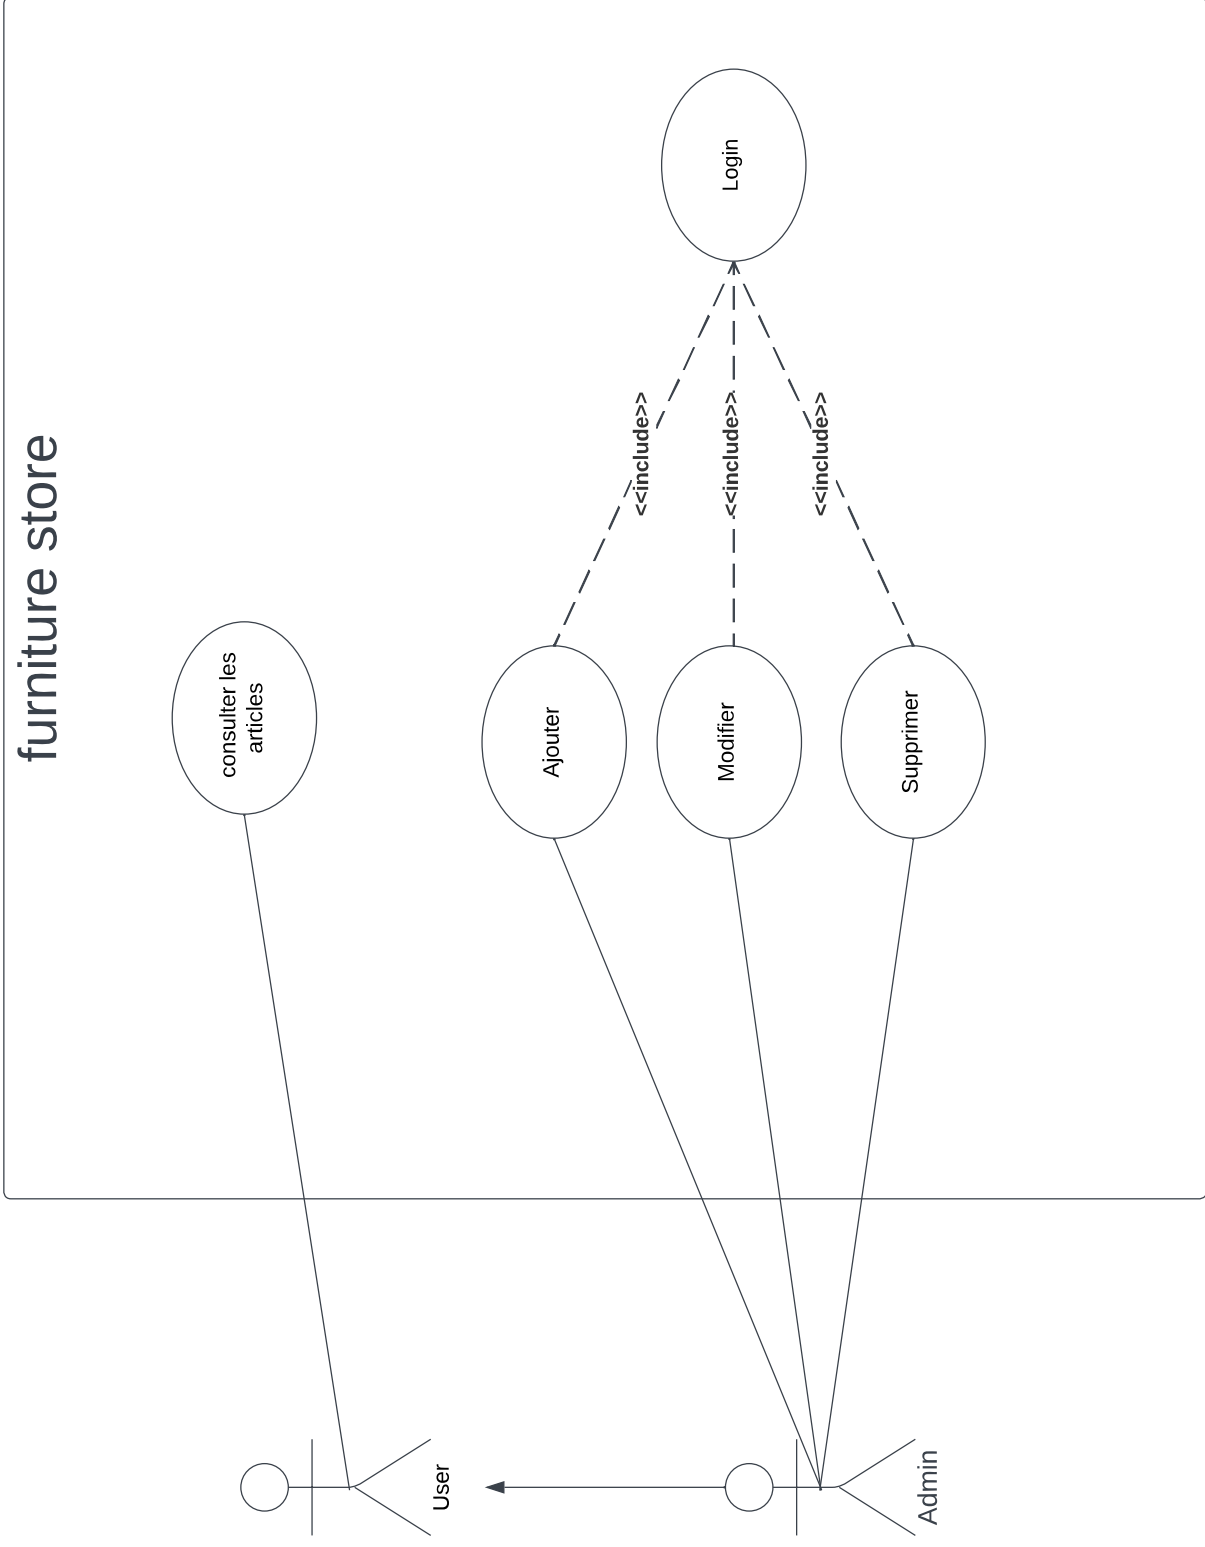 furniture store
consulter les
articles
User
Ajouter
<<include>>
Modifier
<<include>>
Login
Supprimer
<<include>>
Admin